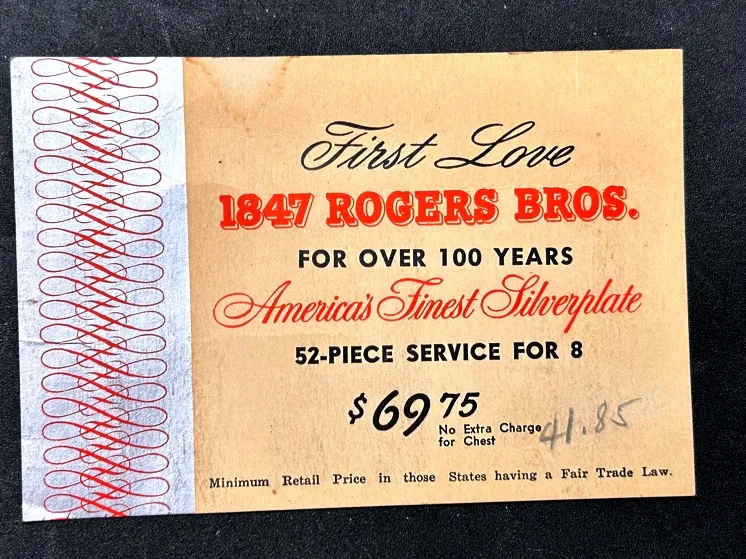 First Love
1847 ROGERS BROS.
FOR OVER 100 YEARS
America's Finest Silverplate
52-PIECE SERVICE FOR 8
$69 75
No Extra Charge
for Chest
41.85
Minimum Retail Price in those States having a Fair Trade Law.